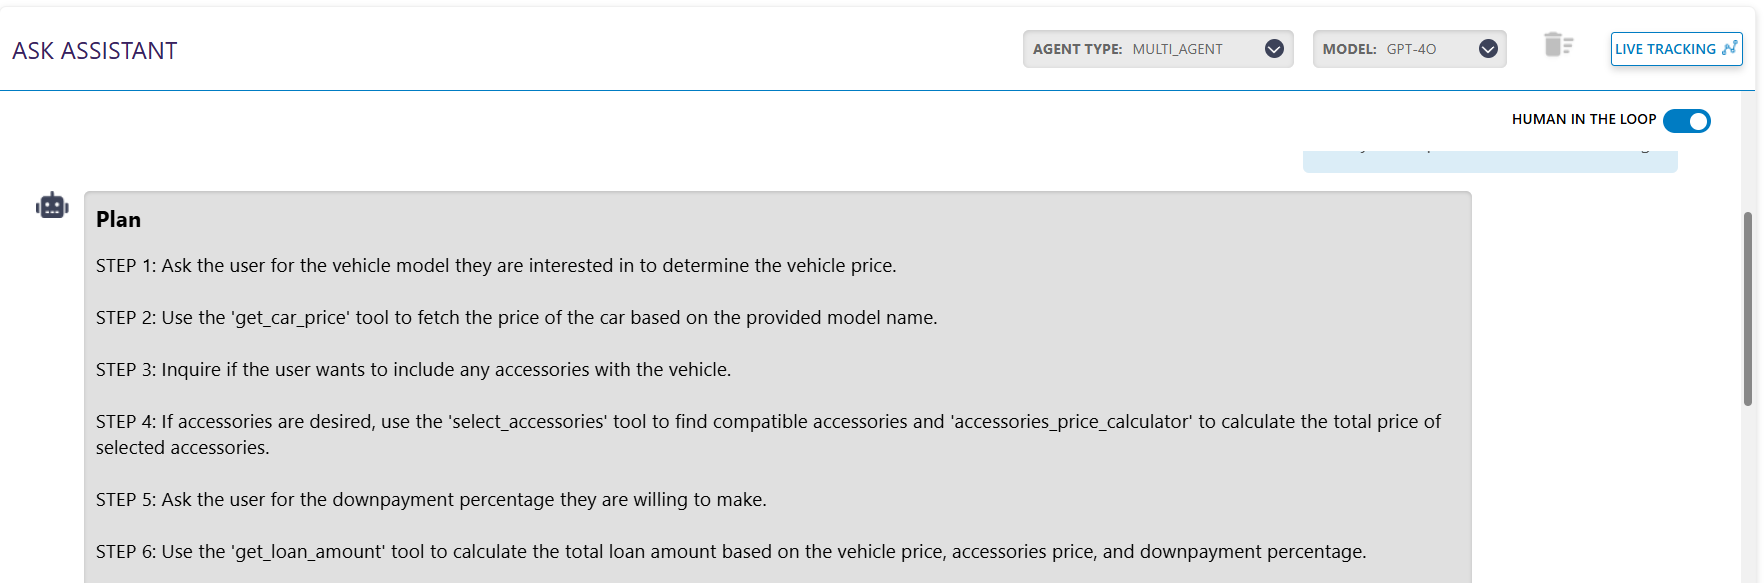 ASK ASSISTANT
AGENT TYPE: MULTI_AGENT
MODEL: GPT-4O
LIVE TRACKING
HUMAN IN THE LOOP
Plan
STEP 1: Ask the user for the vehicle model they are interested in to determine the vehicle price.
STEP 2: Use the 'get_car_price' tool to fetch the price of the car based on the provided model name.
STEP 3: Inquire if the user wants to include any accessories with the vehicle.
STEP 4: If accessories are desired, use the 'select_accessories' tool to find compatible accessories and 'accessories_price_calculator' to calculate the total price of
selected accessories.
STEP 5: Ask the user for the downpayment percentage they are willing to make.
STEP 6: Use the 'get_loan_amount' tool to calculate the total loan amount based on the vehicle price, accessories price, and downpayment percentage.